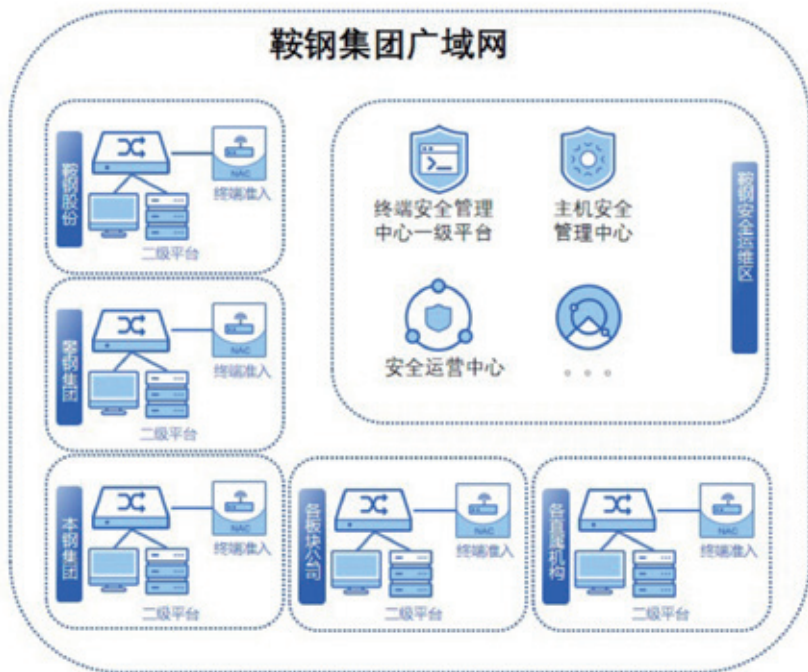 鞍钢集团广域网
鞍钢股份
NAC
终端准入
二级平台
攀钢集团
NAC
终端准入
二级平台
本钢集团
NAC
终端准入
二级平台
各板块公司
NAC
终端准入
二级平台
各直属机构
NAC
终端准入
二级平台
终端安全管理
中心一级平台
主机安全
管理中心
安全运营中心
。。。
鞍钢安全运维区